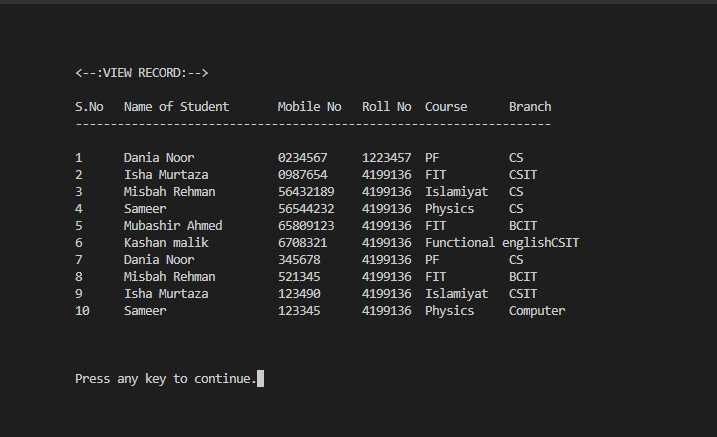 <--:VIEW RECORD:-->
S.No   Name of Student       Mobile No   Roll No  Course      Branch
--------------------------------------------------------------------
1      Dania Noor            0234567     1223457  PF          CS
2      Isha Murtaza          0987654     4199136  FIT         CSIT
3      Misbah Rehman         56432189    4199136  Islamiyat   CS
4      Sameer                56544232    4199136  Physics     CS
5      Mubashir Ahmed        65809123    4199136  FIT         BCIT
6      Kashan malik          6708321     4199136  Functional englishCSIT
7      Dania Noor            345678      4199136  PF          CS
8      Misbah Rehman         521345      4199136  FIT         BCIT
9      Isha Murtaza          123490      4199136  Islamiyat   CSIT
10     Sameer                123345      4199136  Physics     Computer
Press any key to continue.